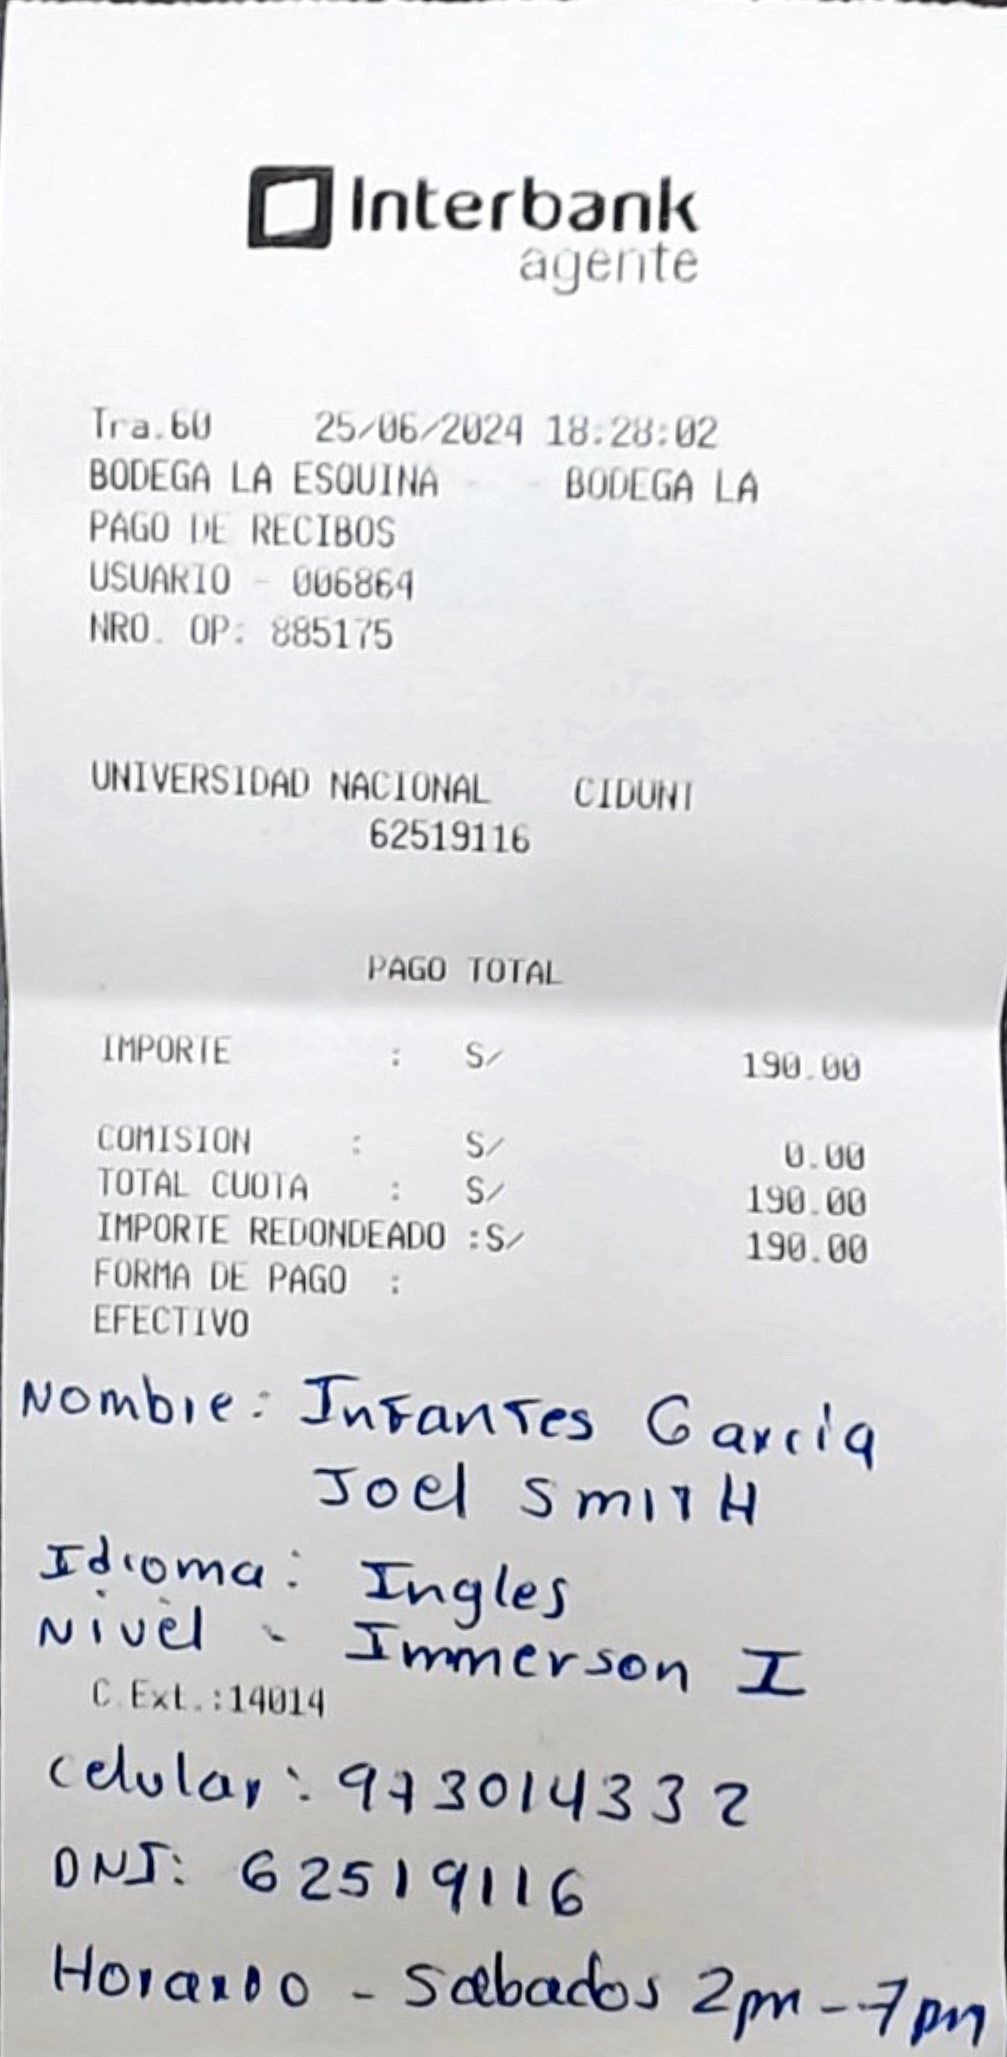 Interbank
agente
Tra.60 25/06/2024 18:28:02
BODEGA LA ESQUINA - - BODEGA LA
PAGO DE RECIBOS
USUARIO - 006864
NRO. OP: 885175
UNIVERSIDAD NACIONAL CIDUNI
62519116
PAGO TOTAL
IMPORTE : S/ 190.00
COMISION : S/ 0.00
TOTAL CUOTA : S/ 190.00
IMPORTE REDONDEADO :S/ 190.00
FORMA DE PAGO :
EFECTIVO
Nombre: Infantes García
Joel SmitH
Idioma: Ingles
Nivel - Immerson I
C.Ext.:14014
celular: 973014332
DNI: 62519116
Horario - Sabados 2pm - 7pm